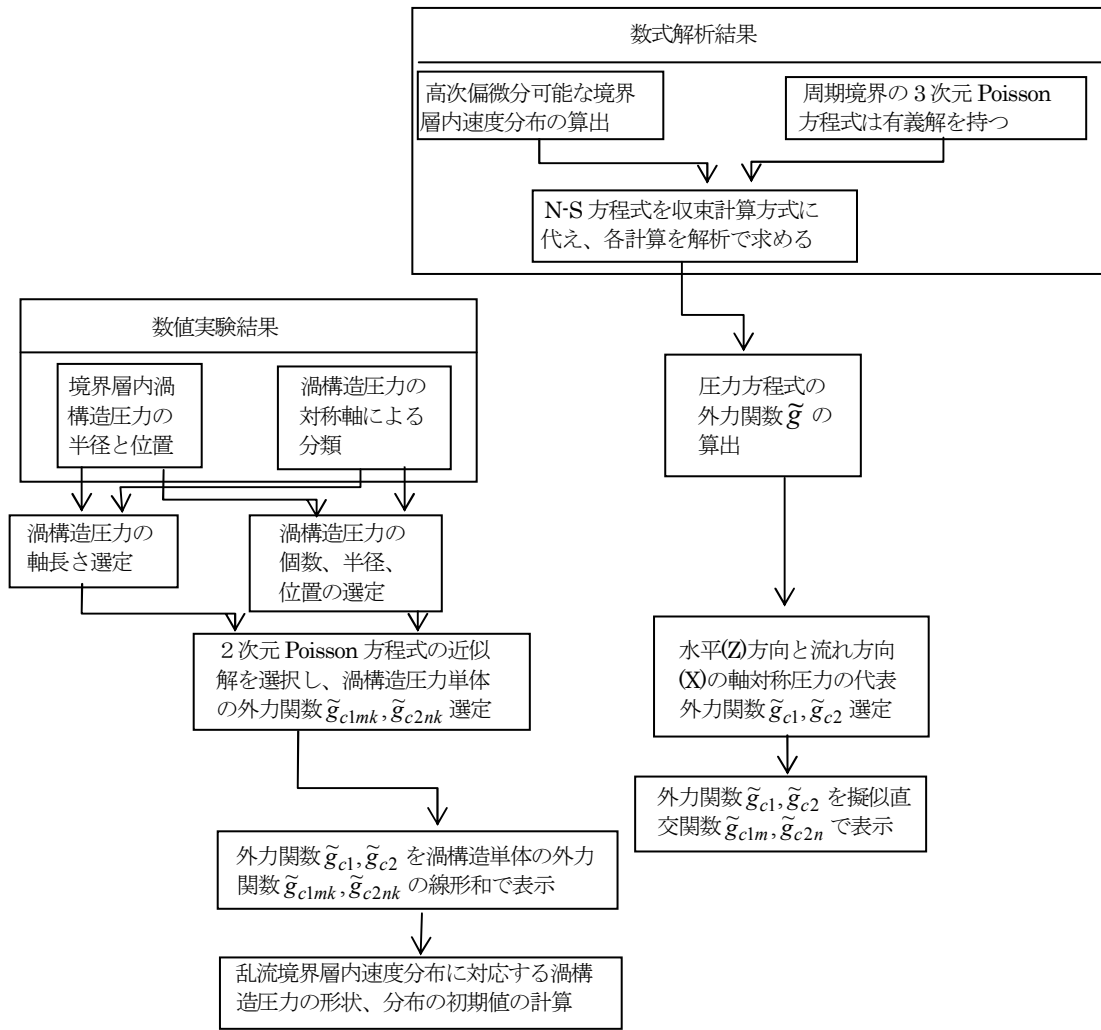 数式解析結果
高次偏微分可能な境界
層内速度分布の算出
周期境界の3次元 Poisson
方程式は有義解を持つ
N-S 方程式を収束計算方式に
代え、各計算を解析で求める
数値実験結果
境界層内渦
構造圧力の
半径と位置
渦構造圧力の
対称軸による
分類
圧力方程式の
外力関数 g̃ の
算出
渦構造圧力の
軸長さ選定
渦構造圧力の
個数、半径、
位置の選定
2次元 Poisson 方程式の近似
解を選択し、渦構造圧力単体
の外力関数 g̃_{c1mk}, g̃_{c2nk} 選定
水平(Z)方向と流れ方向
(X)の軸対称圧力の代表
外力関数 g̃_{c1}, g̃_{c2} 選定
外力関数 g̃_{c1}, g̃_{c2} を擬似直
交関数 g̃_{c1m}, g̃_{c2n} で表示
外力関数 g̃_{c1}, g̃_{c2} を渦構造単体の外力
関数 g̃_{c1mk}, g̃_{c2nk} の線形和で表示
乱流境界層内速度分布に対応する渦構
造圧力の形状、分布の初期値の計算